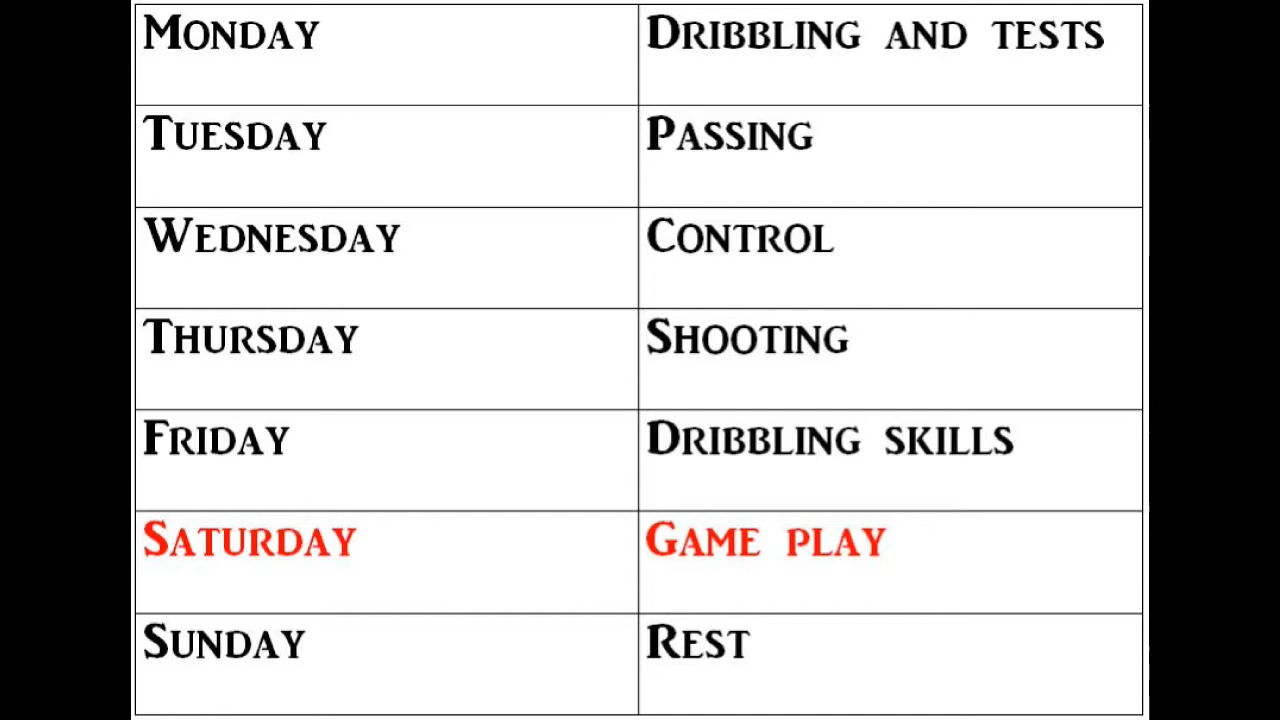 Monday Dribbling and tests
Tuesday Passing
Wednesday Control
Thursday Shooting
Friday Dribbling skills
Saturday Game play
Sunday Rest